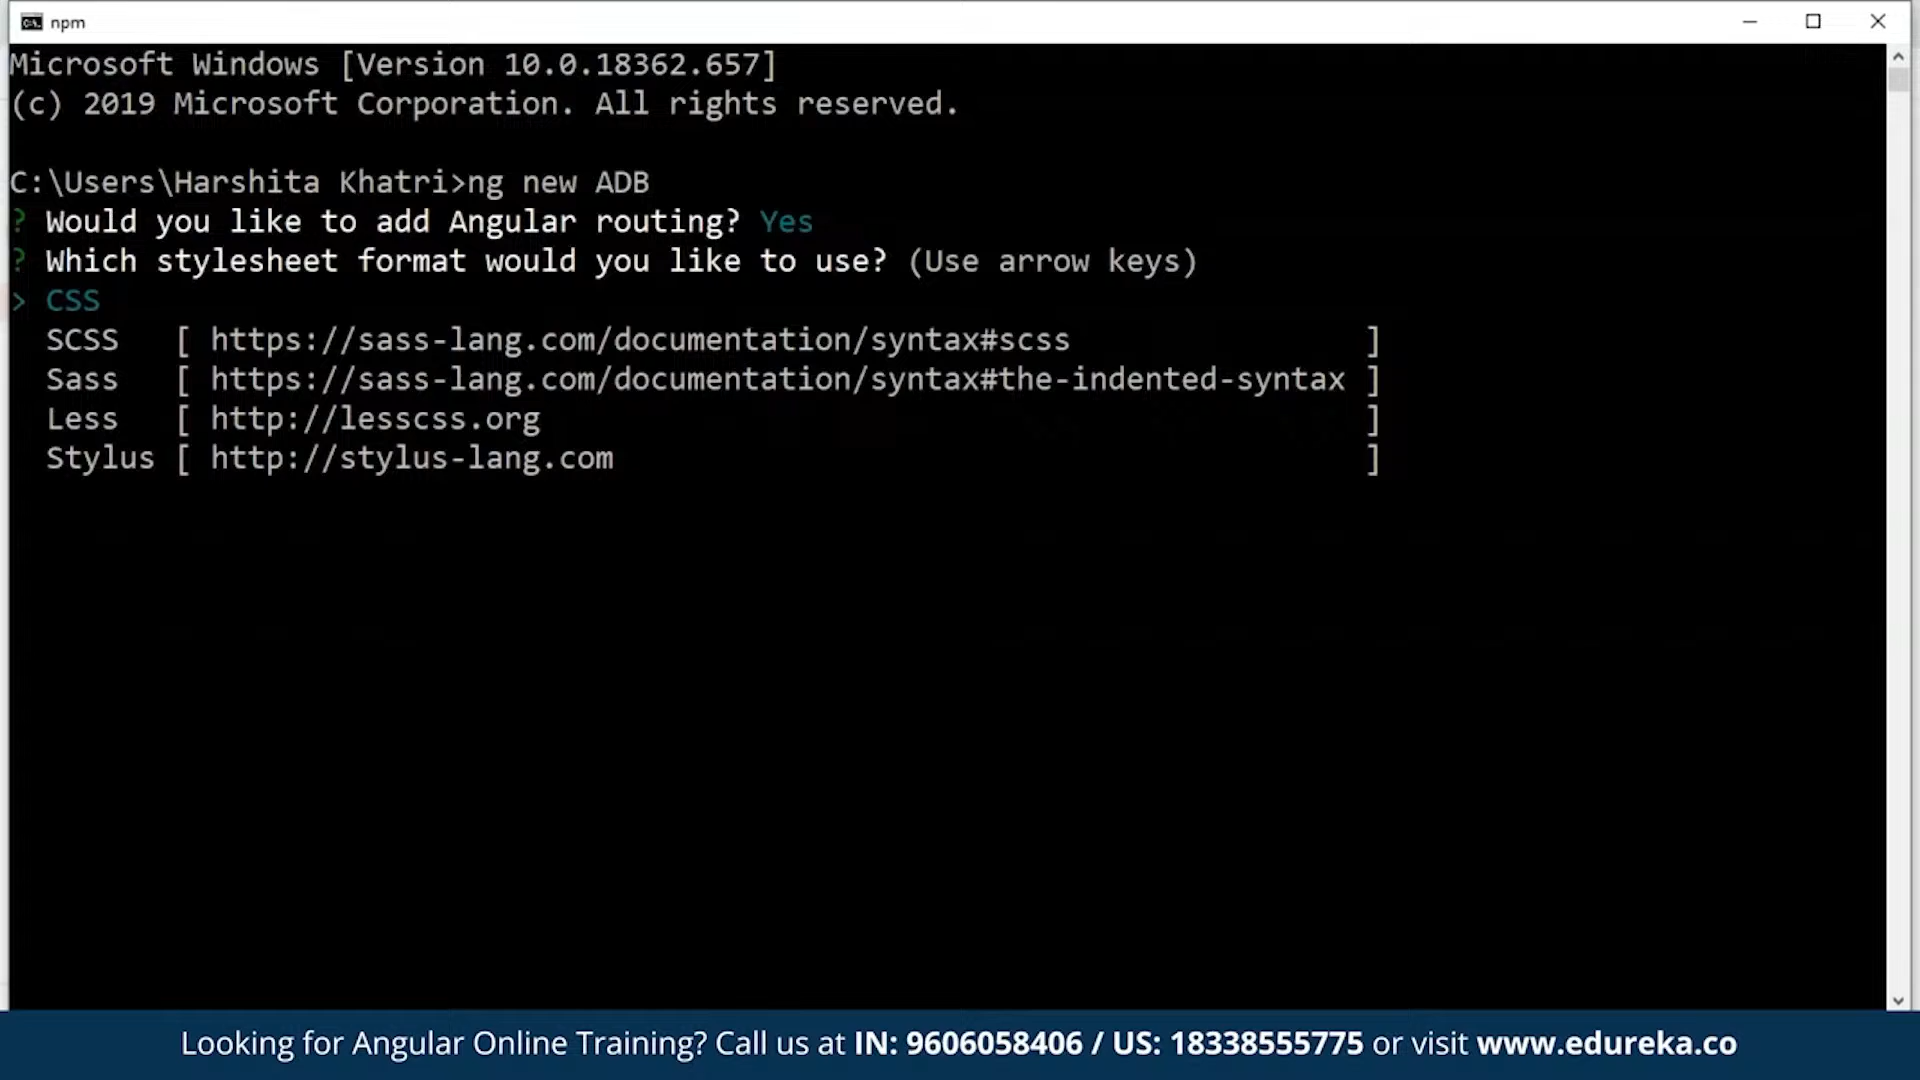 npm
Microsoft Windows [Version 10.0.18362.657]
(c) 2019 Microsoft Corporation. All rights reserved.
C:\Users\Harshita Khatri>ng new ADB
? Would you like to add Angular routing? Yes
? Which stylesheet format would you like to use? (Use arrow keys)
> CSS
SCSS   [ https://sass-lang.com/documentation/syntax#scss                ]
Sass   [ https://sass-lang.com/documentation/syntax#the-indented-syntax ]
Less   [ http://lesscss.org                                             ]
Stylus [ http://stylus-lang.com                                         ]
Looking for Angular Online Training? Call us at IN: 9606058406 / US: 18338555775 or visit www.edureka.co